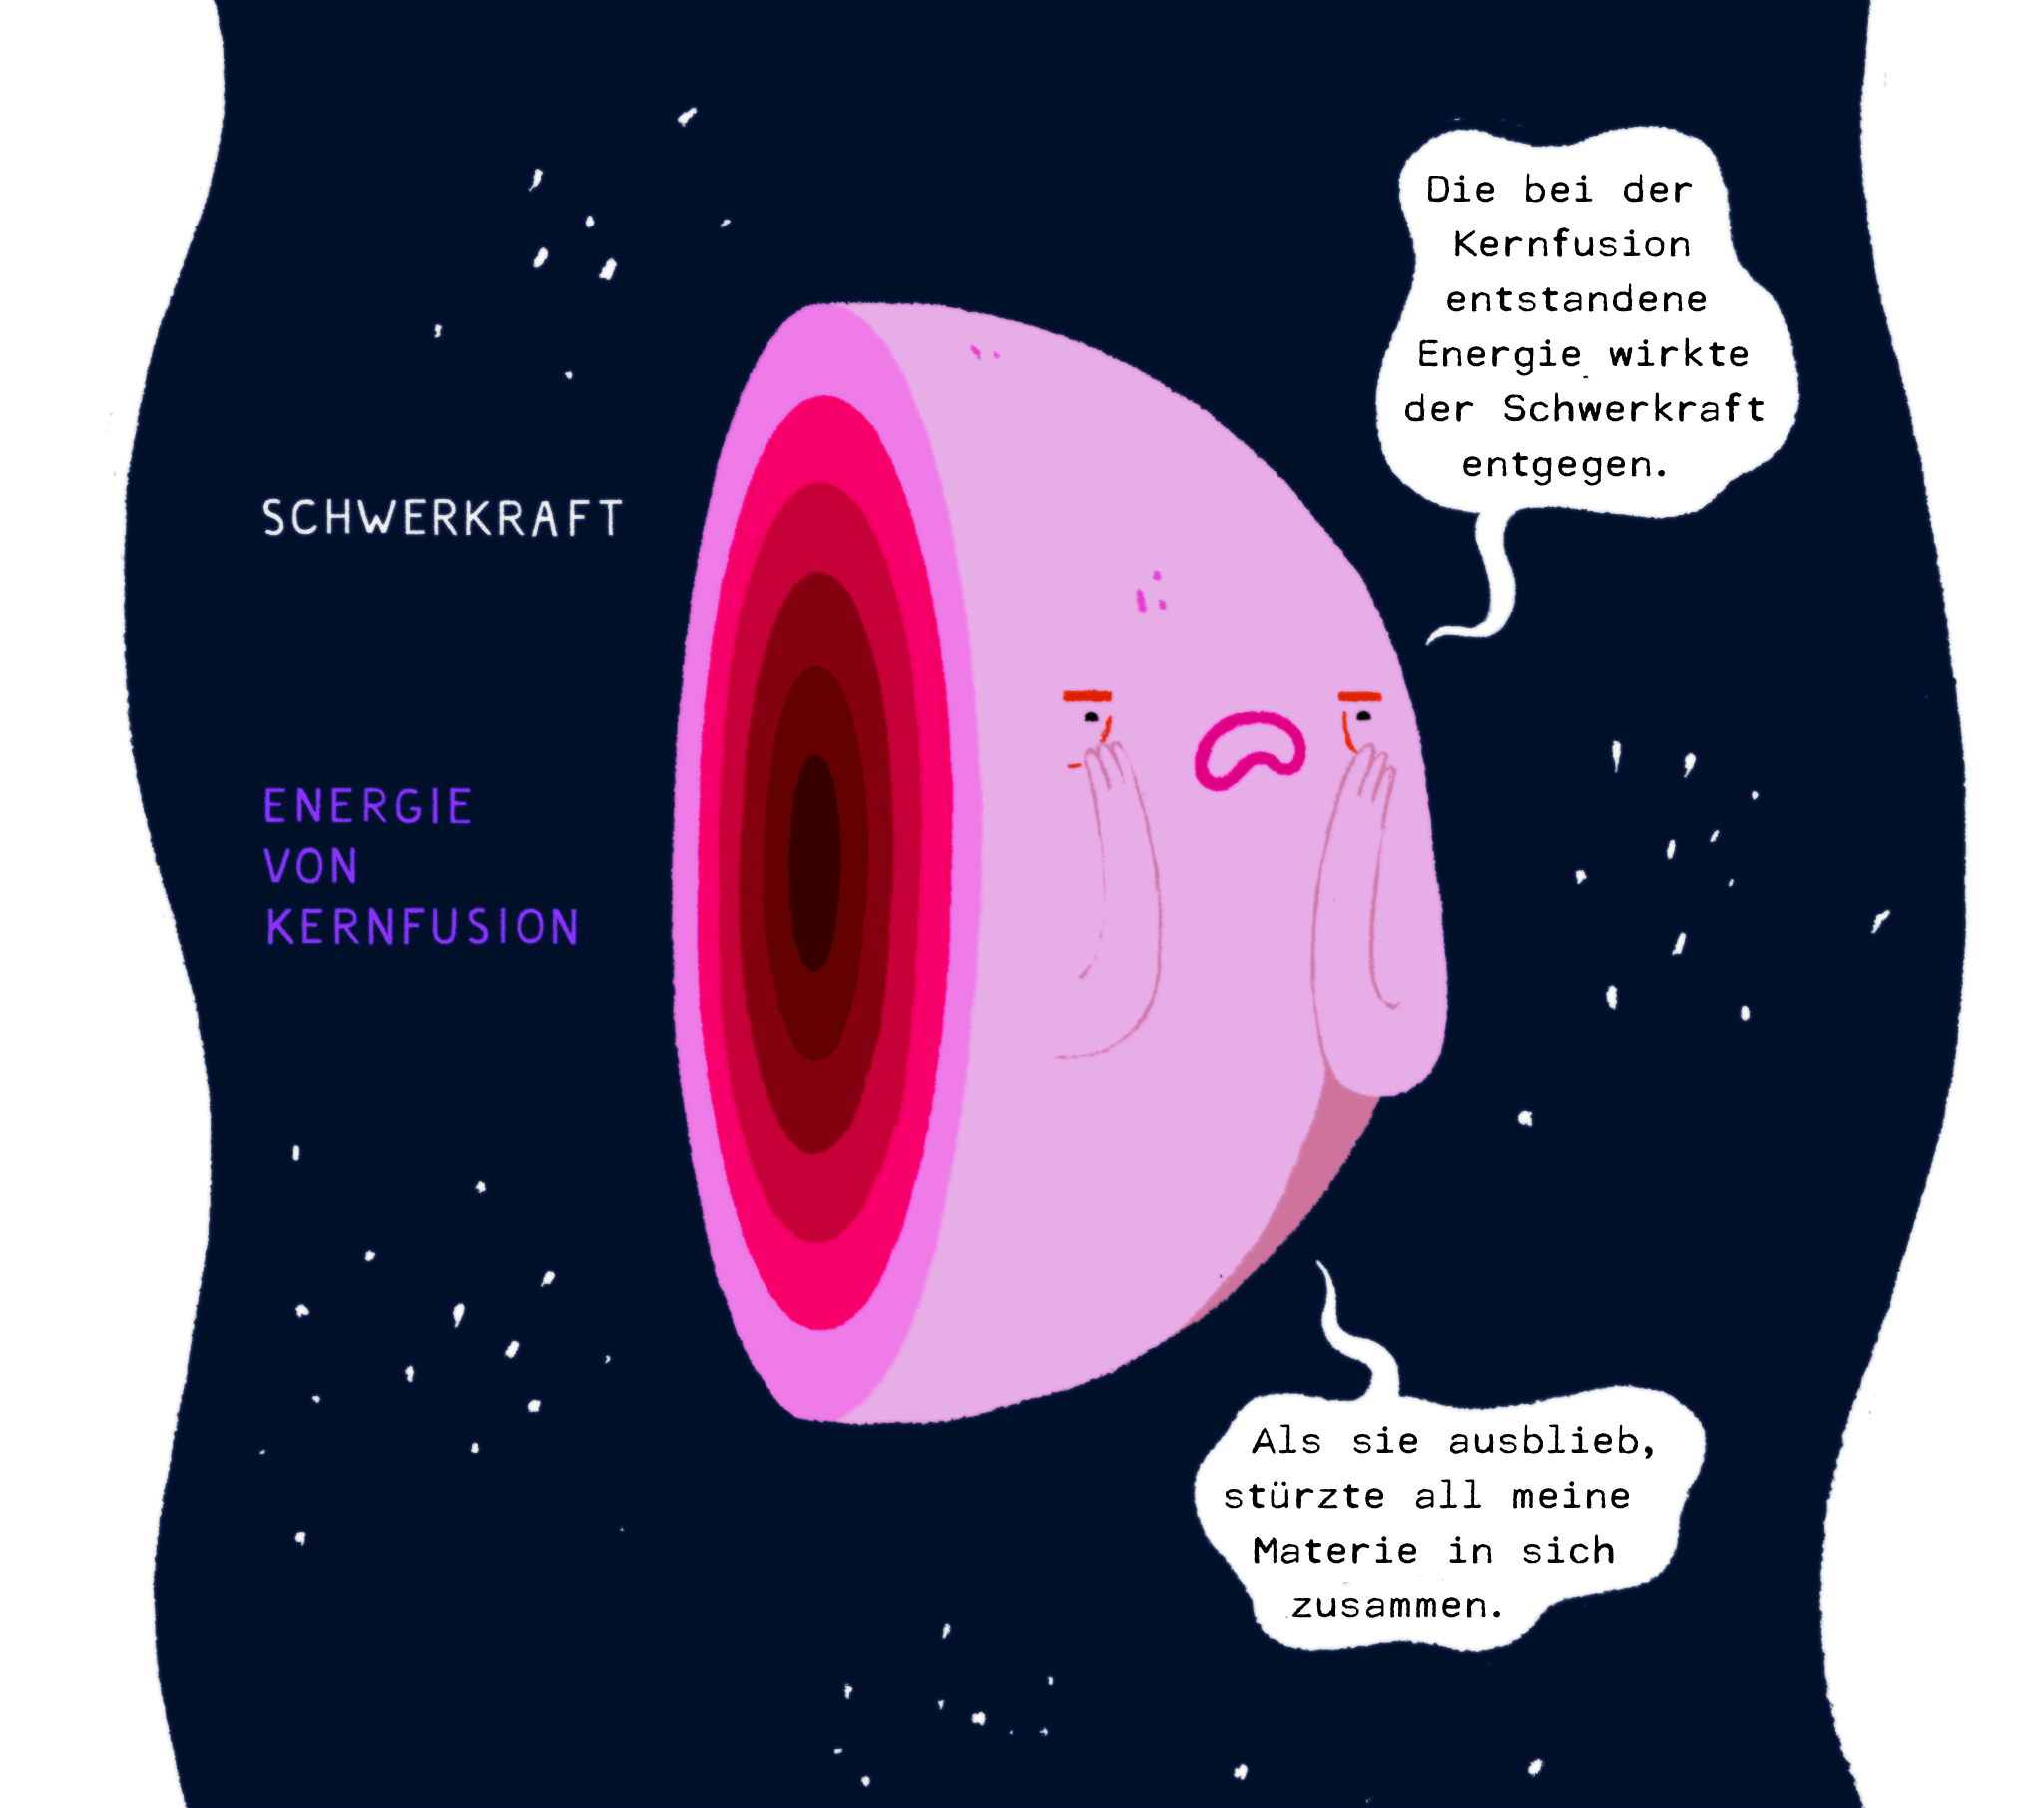 Die bei der
Kernfusion
entstandene
Energie wirkte
der Schwerkraft
entgegen.
SCHWERKRAFT
ENERGIE
VON
KERNFUSION
Als sie ausblieb,
stürzte all meine
Materie in sich
zusammen.